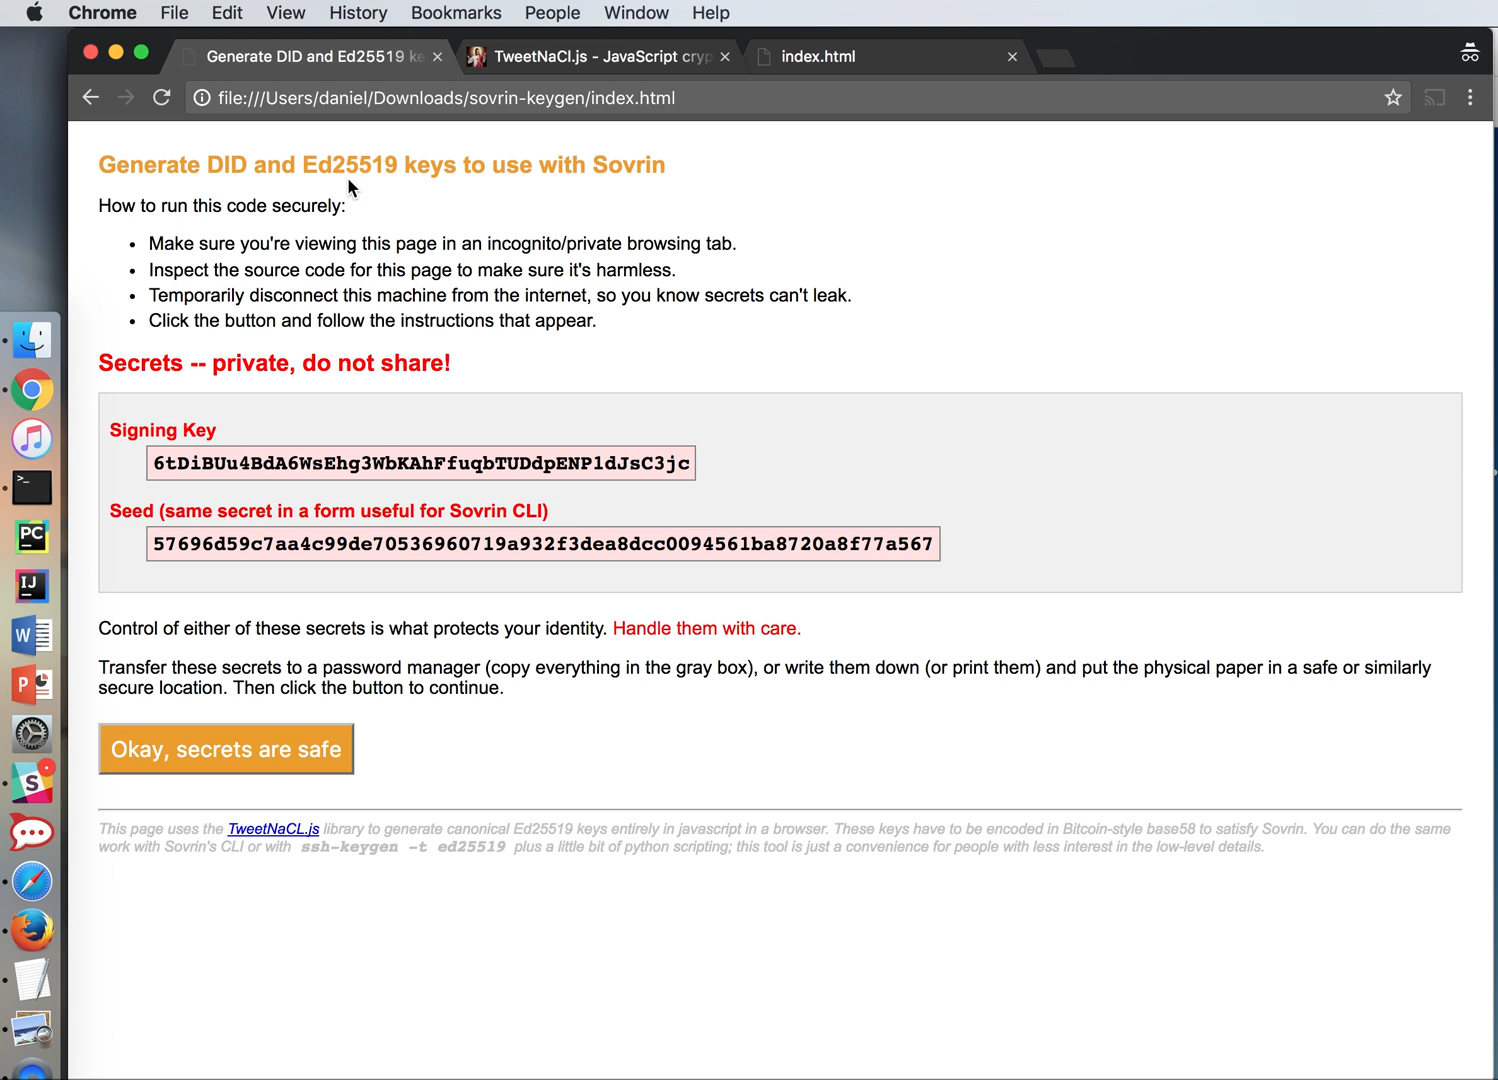 Chrome File Edit View History Bookmarks People Window Help
Generate DID and Ed25519 ke
TweetNaCl.js - JavaScript cryp
index.html
file:///Users/daniel/Downloads/sovrin-keygen/index.html
Generate DID and Ed25519 keys to use with Sovrin
How to run this code securely:
• Make sure you're viewing this page in an incognito/private browsing tab.
• Inspect the source code for this page to make sure it's harmless.
• Temporarily disconnect this machine from the internet, so you know secrets can't leak.
• Click the button and follow the instructions that appear.
Secrets -- private, do not share!
Signing Key
6tDiBUu4BdA6WsEhg3WbKAhFfuqbTUDdpENP1dJsC3jc
Seed (same secret in a form useful for Sovrin CLI)
57696d59c7aa4c99de70536960719a932f3dea8dcc0094561ba8720a8f77a567
Control of either of these secrets is what protects your identity. Handle them with care.
Transfer these secrets to a password manager (copy everything in the gray box), or write them down (or print them) and put the physical paper in a safe or similarly
secure location. Then click the button to continue.
Okay, secrets are safe
This page uses the TweetNaCL.js library to generate canonical Ed25519 keys entirely in javascript in a browser. These keys have to be encoded in Bitcoin-style base58 to satisfy Sovrin. You can do the same
work with Sovrin's CLI or with ssh-keygen -t ed25519 plus a little bit of python scripting; this tool is just a convenience for people with less interest in the low-level details.
>_
PC
IJ
W
P
S